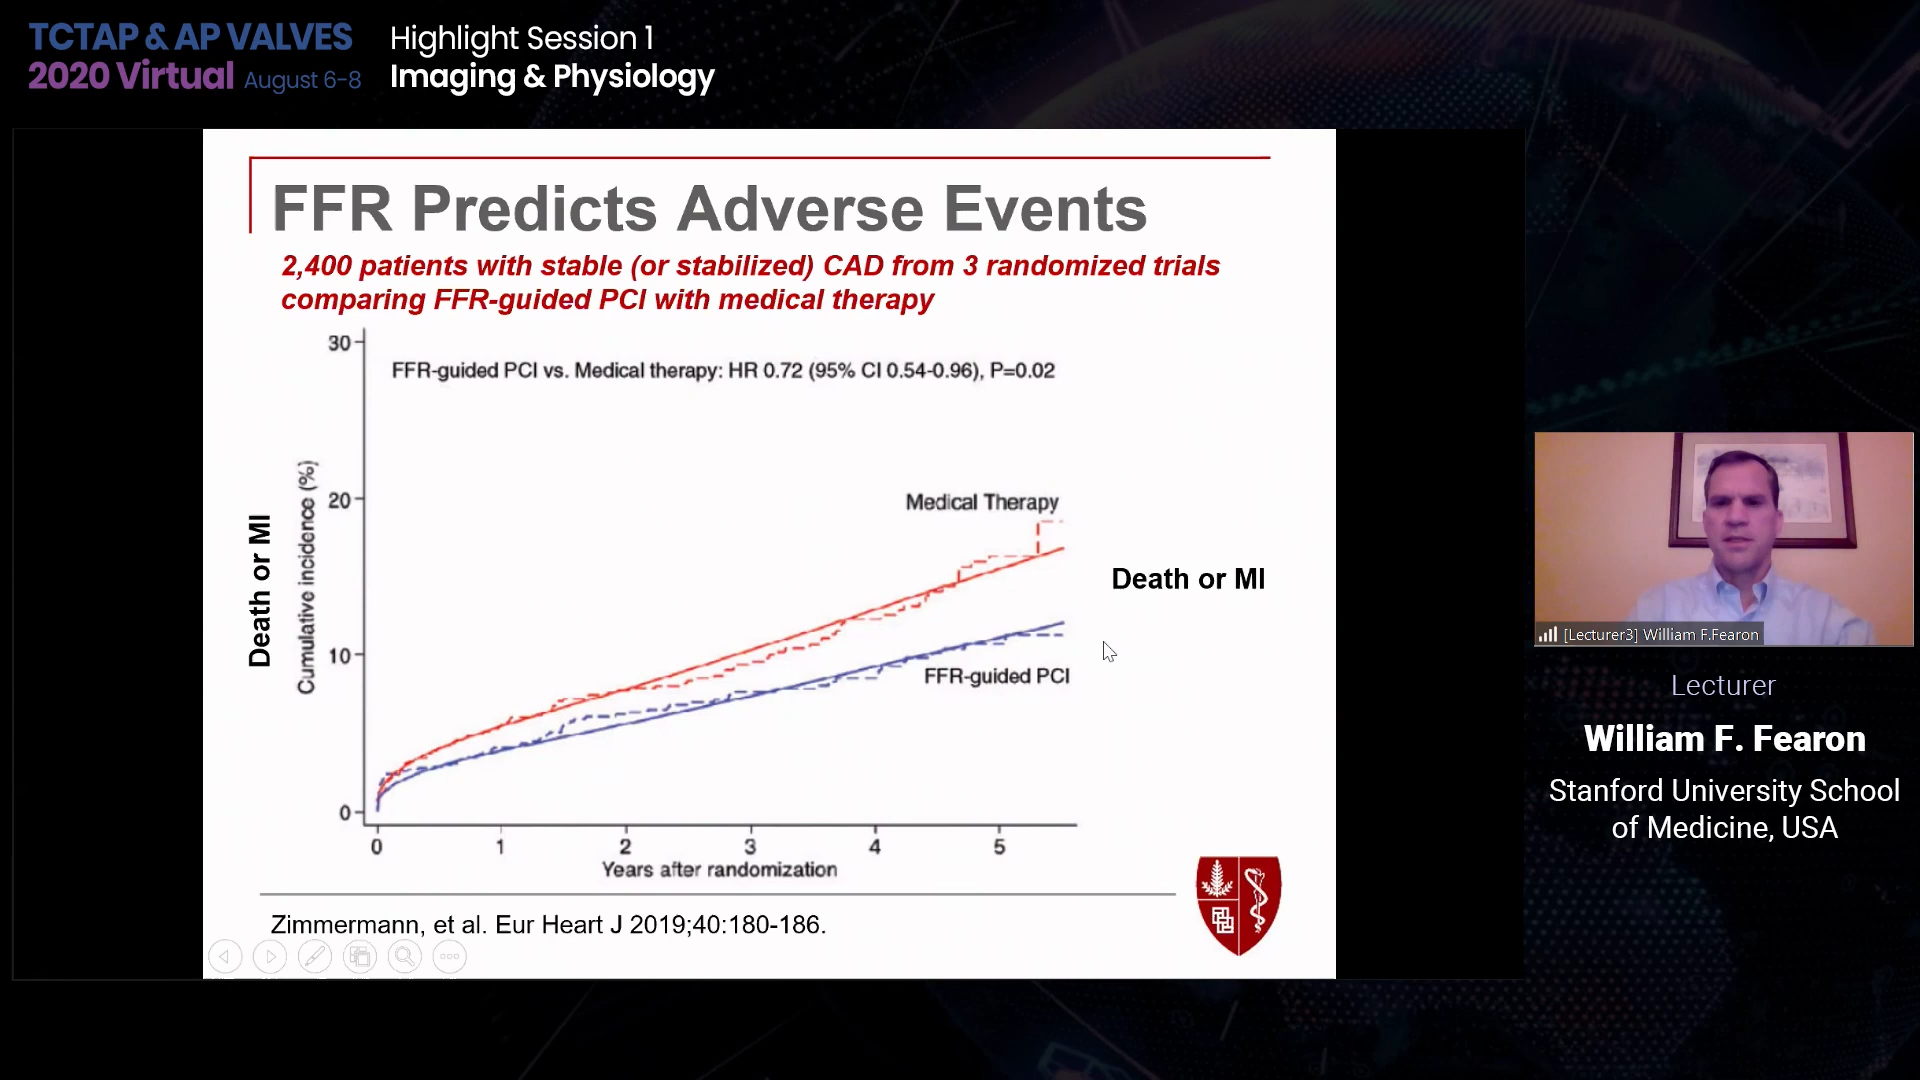 TCTAP & AP VALVES
2020 Virtual August 6-8
Highlight Session 1
Imaging & Physiology
FFR Predicts Adverse Events
2,400 patients with stable (or stabilized) CAD from 3 randomized trials
comparing FFR-guided PCI with medical therapy
30
FFR-guided PCI vs. Medical therapy: HR 0.72 (95% CI 0.54-0.96), P=0.02
Death or MI
Cumulative incidence (%)
20
Medical Therapy
Death or MI
10
FFR-guided PCI
0
0 1 2 3 4 5
Years after randomization
Zimmermann, et al. Eur Heart J 2019;40:180-186.
[Lecturer3] William F.Fearon
Lecturer
William F. Fearon
Stanford University School
of Medicine, USA